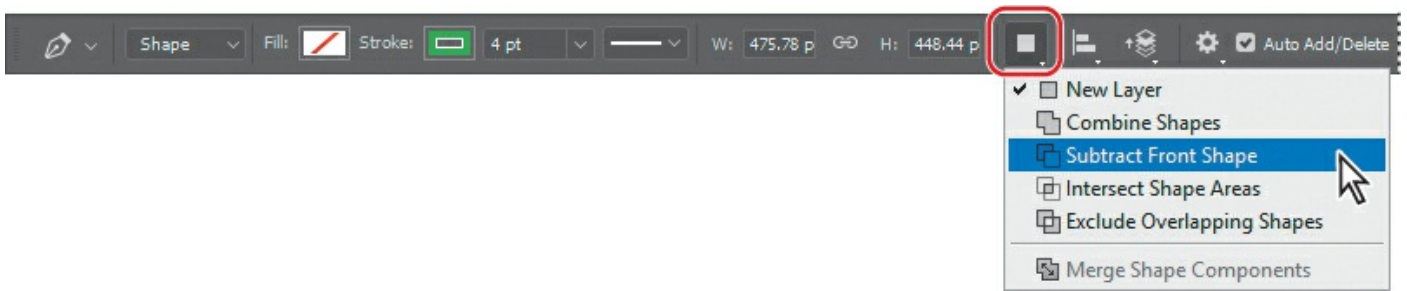 Shape Fill: Stroke: 4 pt W: 475.78 p H: 448.44 p Auto Add/Delete
New Layer
Combine Shapes
Subtract Front Shape
Intersect Shape Areas
Exclude Overlapping Shapes
Merge Shape Components